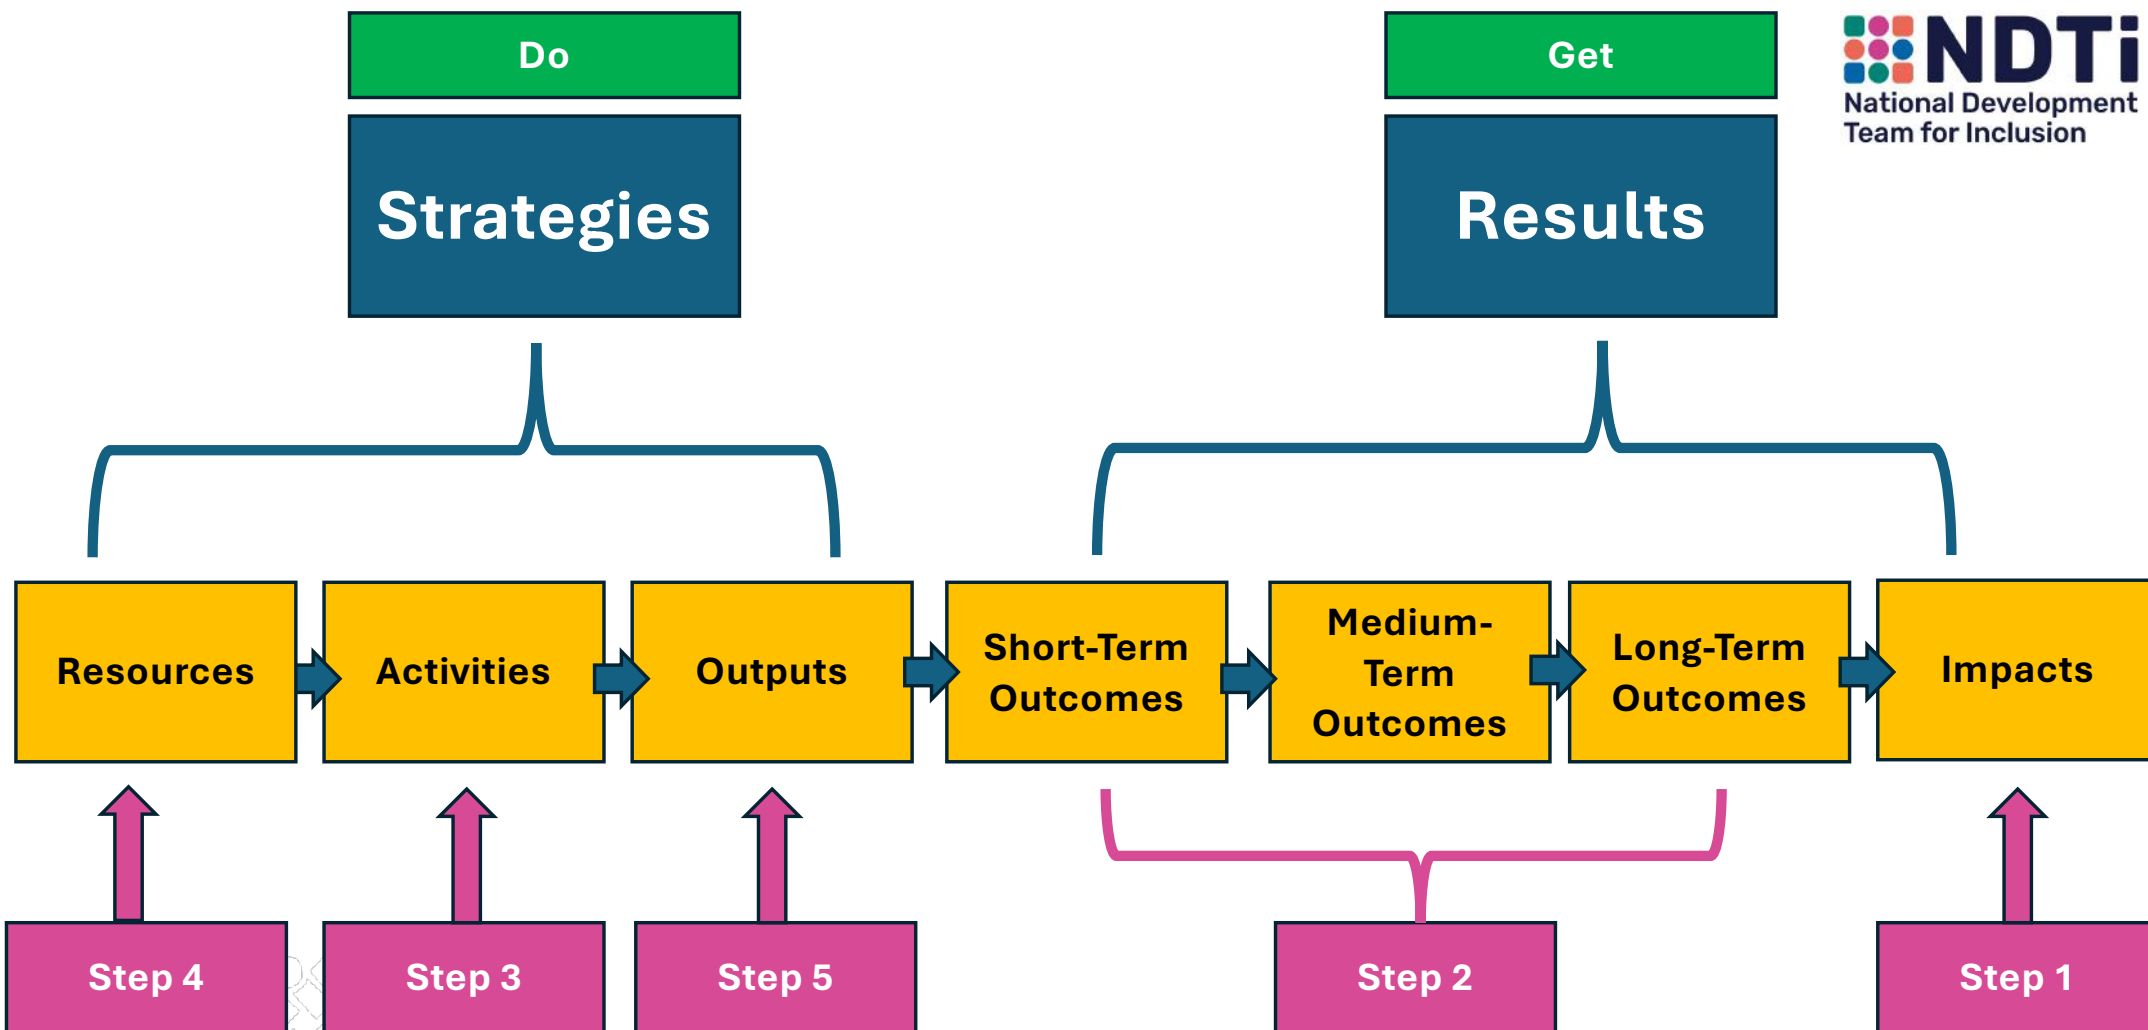 Do
Get
NDTi
National Development
Team for Inclusion
Strategies
Results
Resources
Activities
Outputs
Short-Term
Outcomes
Medium-
Term
Outcomes
Long-Term
Outcomes
Impacts
Step 4
Step 3
Step 5
Step 2
Step 1